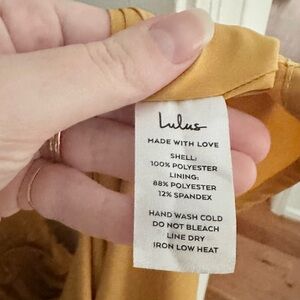 Lulus
MADE WITH LOVE
SHELL:
100% POLYESTER
LINING:
88% POLYESTER
12% SPANDEX
HAND WASH COLD
DO NOT BLEACH
LINE DRY
IRON LOW HEAT